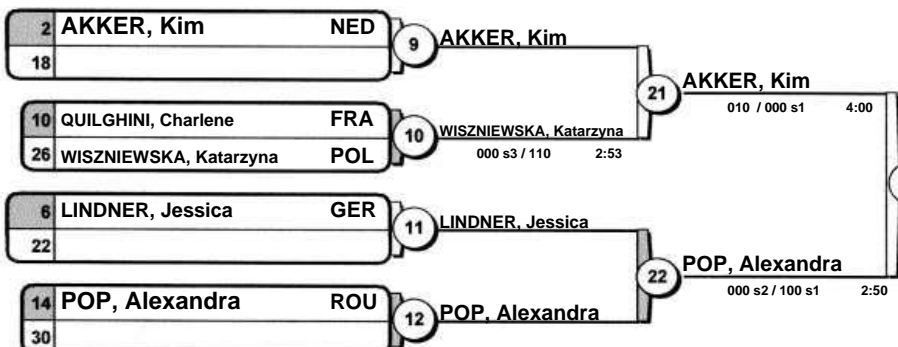 2 AKKER, Kim NED
18
9 AKKER, Kim
10 QUILGHINI, Charlene FRA
26 WISZNIEWSKA, Katarzyna POL
10 WISZNIEWSKA, Katarzyna
000 s3 / 110 2:53
21 AKKER, Kim
010 / 000 s1 4:00
6 LINDNER, Jessica GER
22
11 LINDNER, Jessica
14 POP, Alexandra ROU
30
12 POP, Alexandra
22 POP, Alexandra
000 s2 / 100 s1 2:50